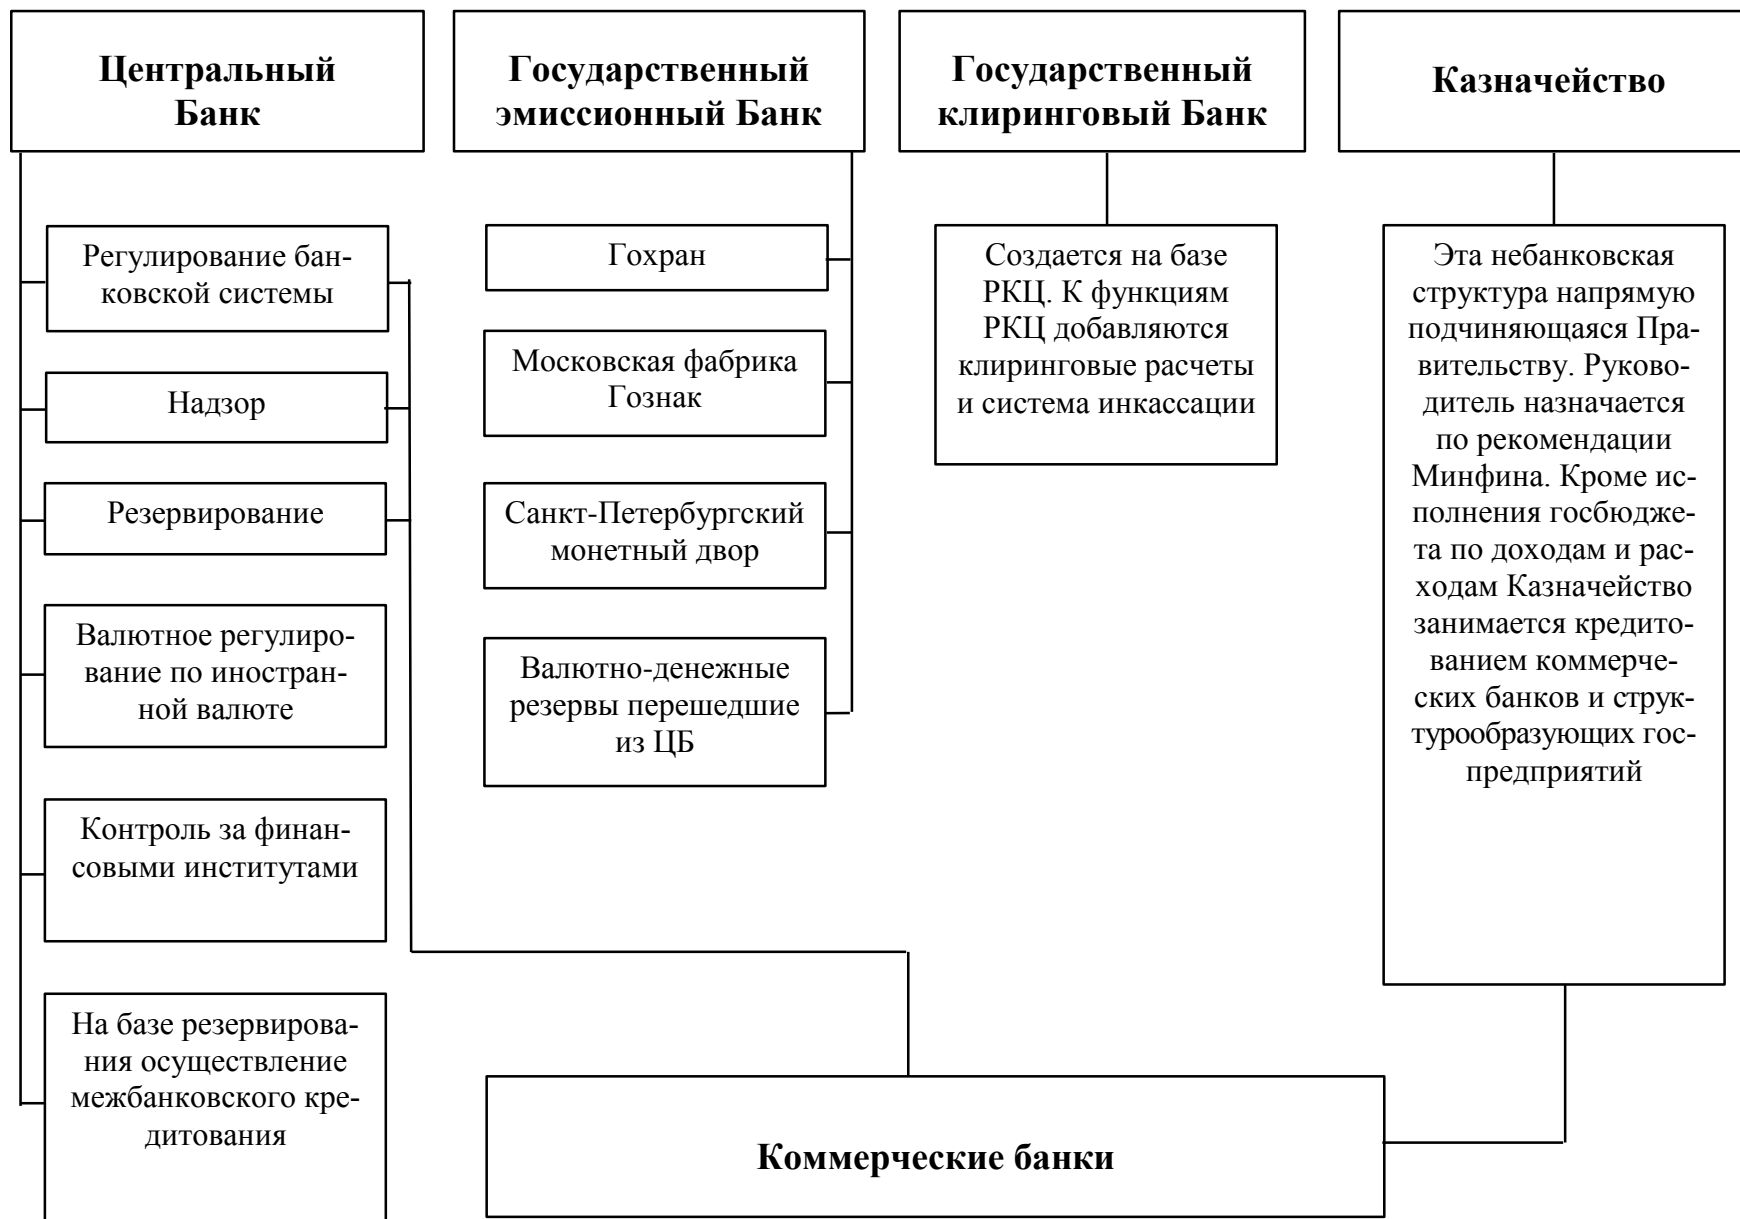 Центральный
Банк
Государственный
эмиссионный Банк
Государственный
клиринговый Банк
Казначейство
Регулирование бан-
ковской системы
Надзор
Резервирование
Валютное регулиро-
вание по иностран-
ной валюте
Контроль за финан-
совыми институтами
На базе резервирова-
ния осуществление
межбанковского кре-
дитования
Гохран
Московская фабрика
Гознак
Санкт-Петербургский
монетный двор
Валютно-денежные
резервы перешедшие
из ЦБ
Создается на базе
РКЦ. К функциям
РКЦ добавляются
клиринговые расчеты
и система инкассации
Эта небанковская
структура напрямую
подчиняющаяся Пра-
вительству. Руково-
дитель назначается
по рекомендации
Минфина. Кроме ис-
полнения госбюдже-
та по доходам и рас-
ходам Казначейство
занимается кредито-
ванием коммерче-
ских банков и струк-
турообразующих гос-
предприятий
Коммерческие банки